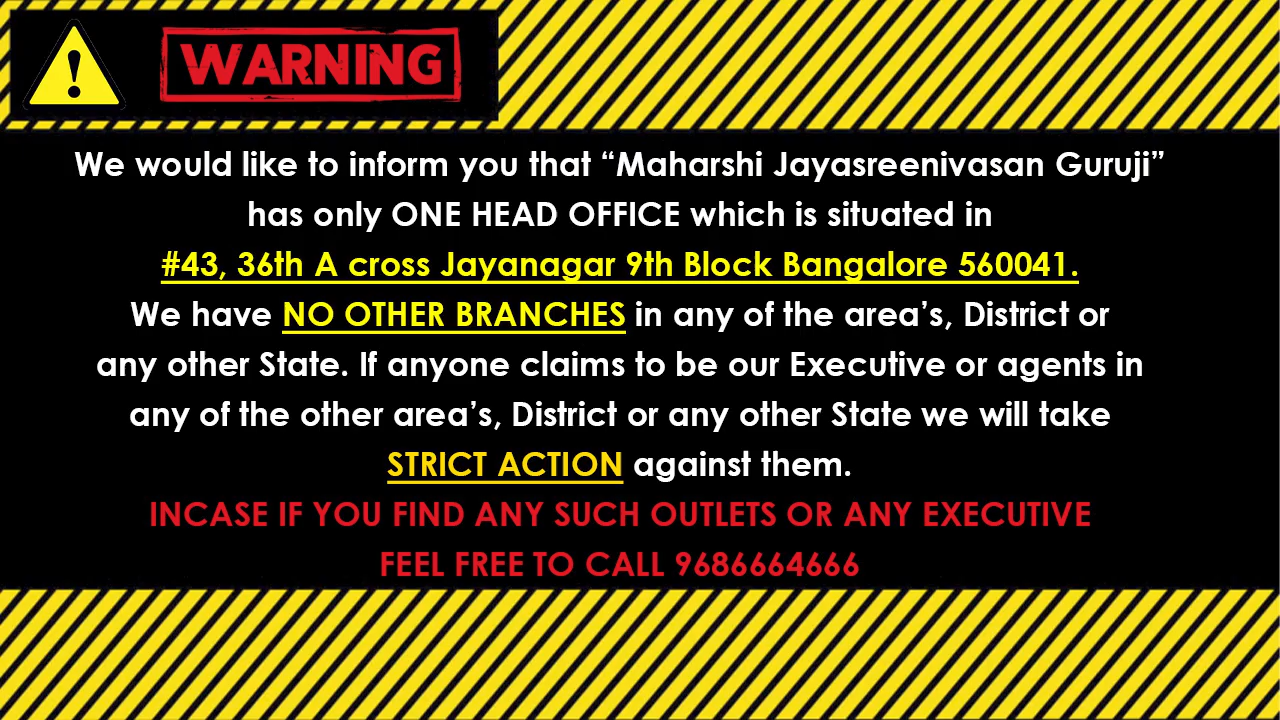 WARNING
We would like to inform you that “Maharshi Jayasreenivasan Guruji”
has only ONE HEAD OFFICE which is situated in
#43, 36th A cross Jayanagar 9th Block Bangalore 560041.
We have NO OTHER BRANCHES in any of the area’s, District or
any other State. If anyone claims to be our Executive or agents in
any of the other area’s, District or any other State we will take
STRICT ACTION against them.
INCASE IF YOU FIND ANY SUCH OUTLETS OR ANY EXECUTIVE
FEEL FREE TO CALL 9686664666